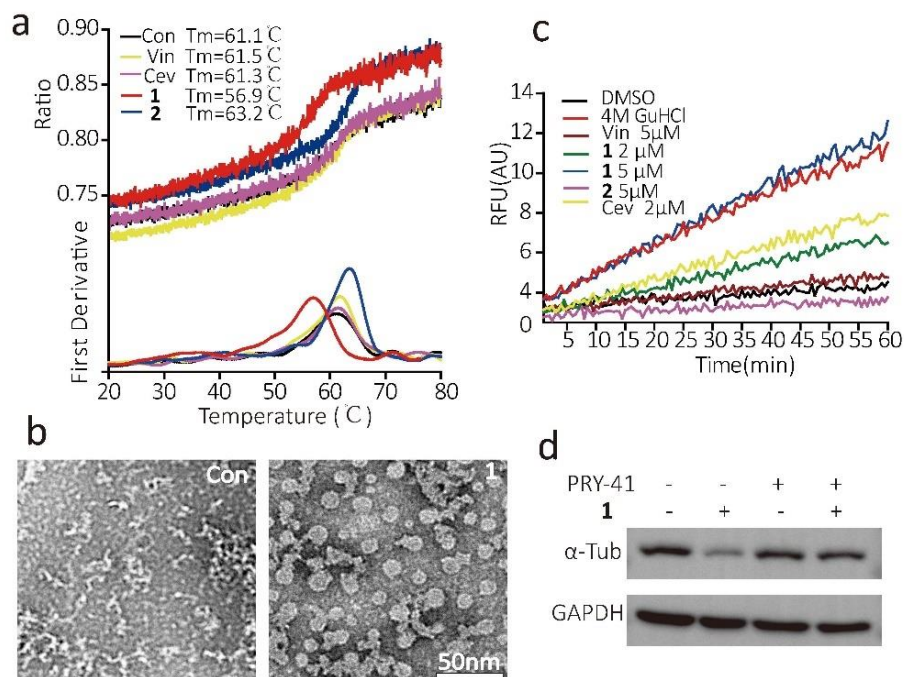 a
Con Tm=61.1℃
Vin Tm=61.5℃
Cev Tm=61.3℃
1 Tm=56.9℃
2 Tm=63.2℃
0.90
0.85
0.80
0.75
Ratio
First Derivative
20 30 40 50 60 70 80
Temperature (℃)
c
DMSO
4M GuHCl
Vin 5μM
1 2 μM
1 5 μM
2 5μM
Cev 2μM
14
12
10
8
6
4
0
RFU(AU)
5 10 15 20 25 30 35 40 45 50 55 60
Time(min)
b
Con
1
50nm
d
PRY-41 - - + +
1 - + - +
α-Tub
GAPDH